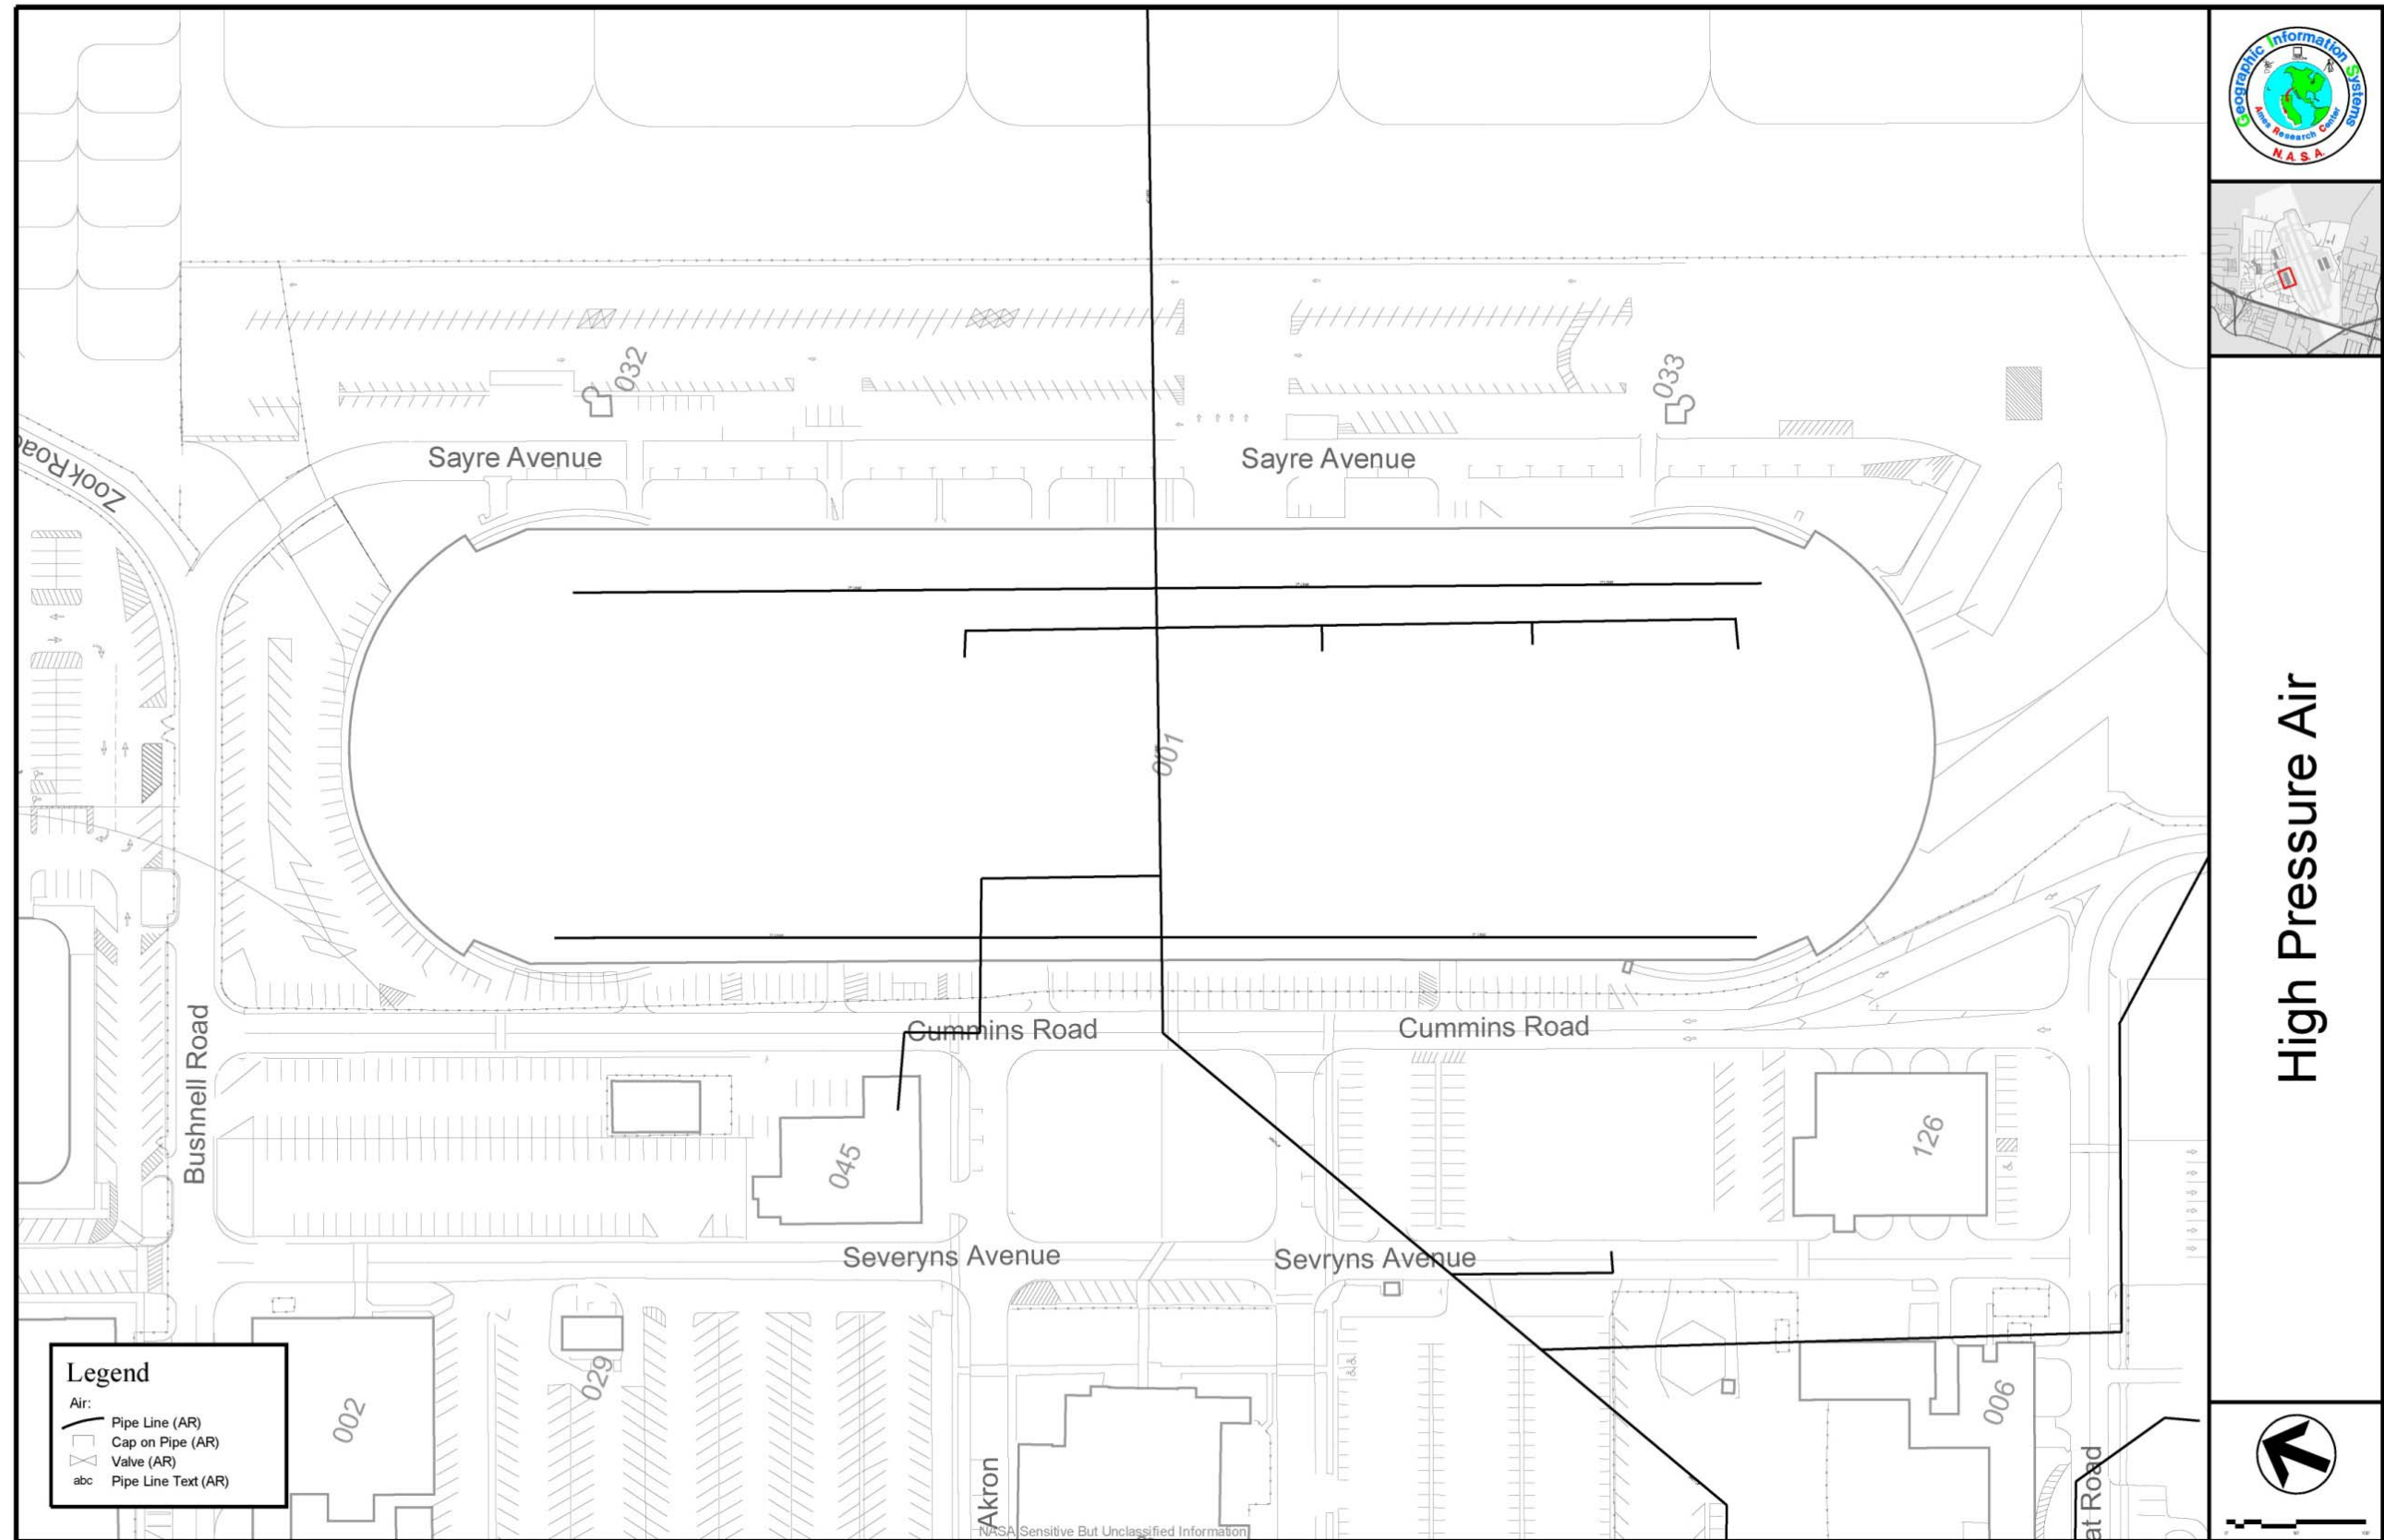 Geographic Information Systems
Ames Research Center
N. A. S. A.
032
033
Sayre Avenue
Sayre Avenue
Zook Road
001
High Pressure Air
Bushnell Road
Cummins Road
Cummins Road
045
126
Severyns Avenue
Sevryns Avenue
029
002
006
Akron
at Road
Legend
Air:
Pipe Line (AR)
Cap on Pipe (AR)
Valve (AR)
abc Pipe Line Text (AR)
NASA Sensitive But Unclassified Information